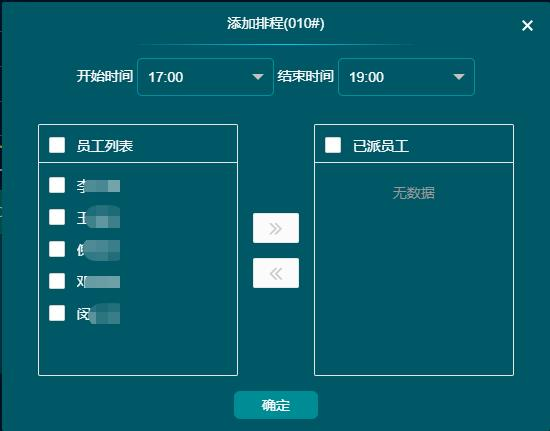 添加排程(010#)
×
开始时间 17:00 结束时间 19:00
员工列表
李
王
邓
闵
已派员工
无数据
确定